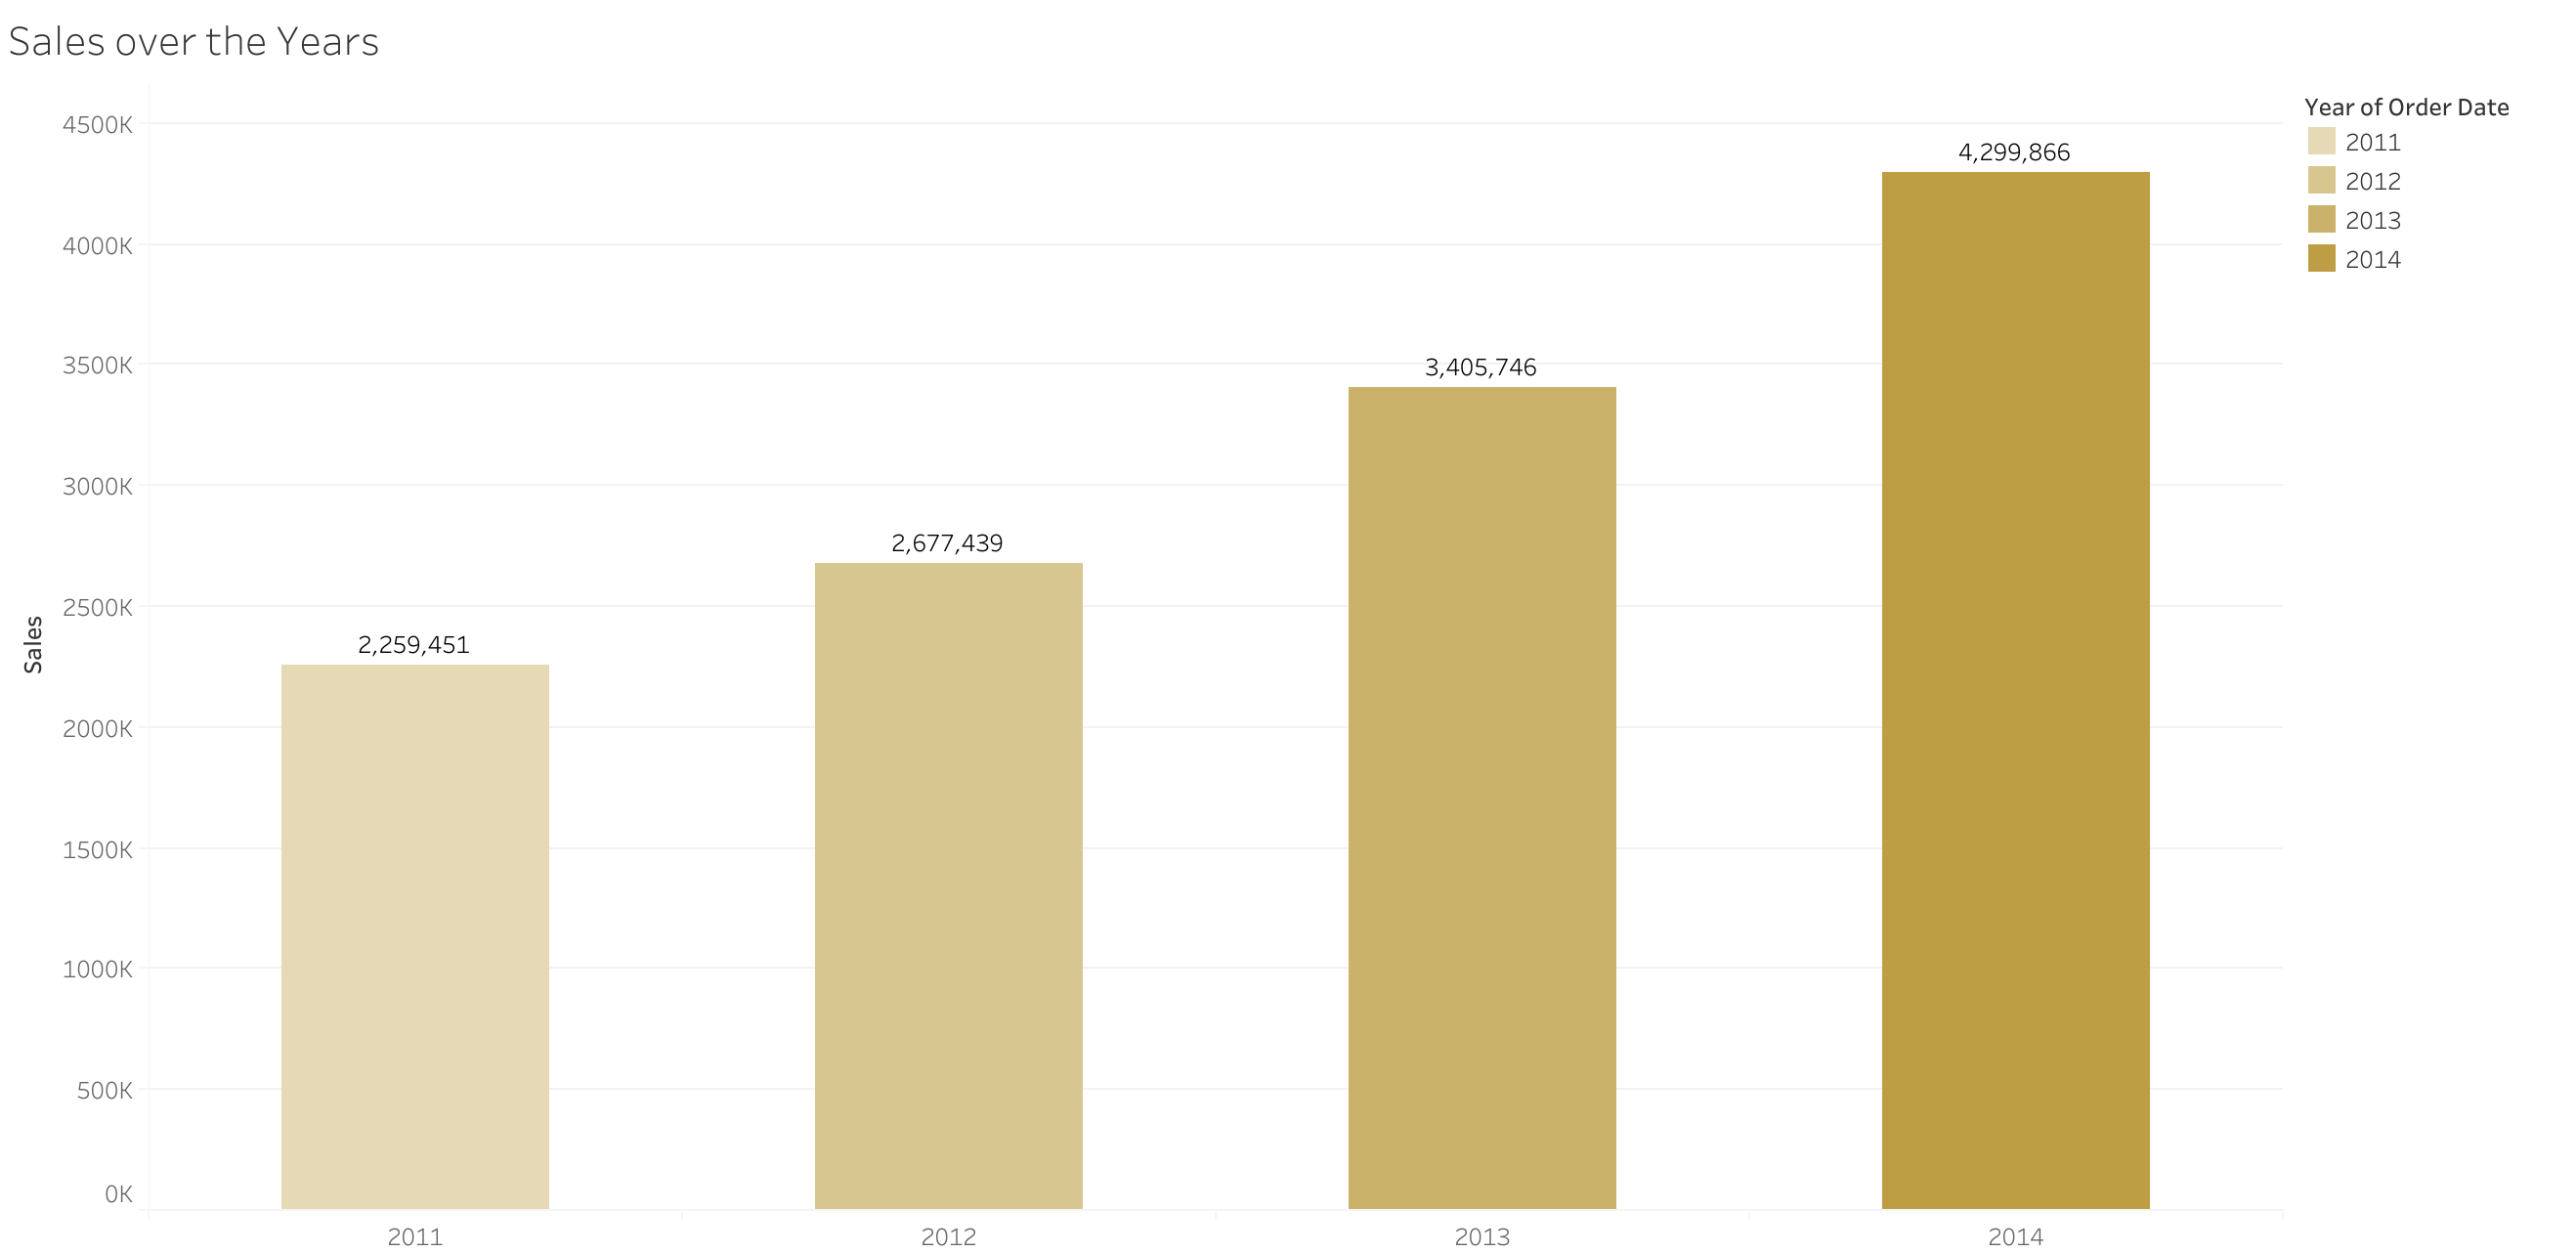 Sales over the Years
4500K
4000K
3500K
3000K
2500K
2000K
1500K
1000K
500K
0K
Sales
2,259,451
2,677,439
3,405,746
4,299,866
2011
2012
2013
2014
Year of Order Date
2011
2012
2013
2014